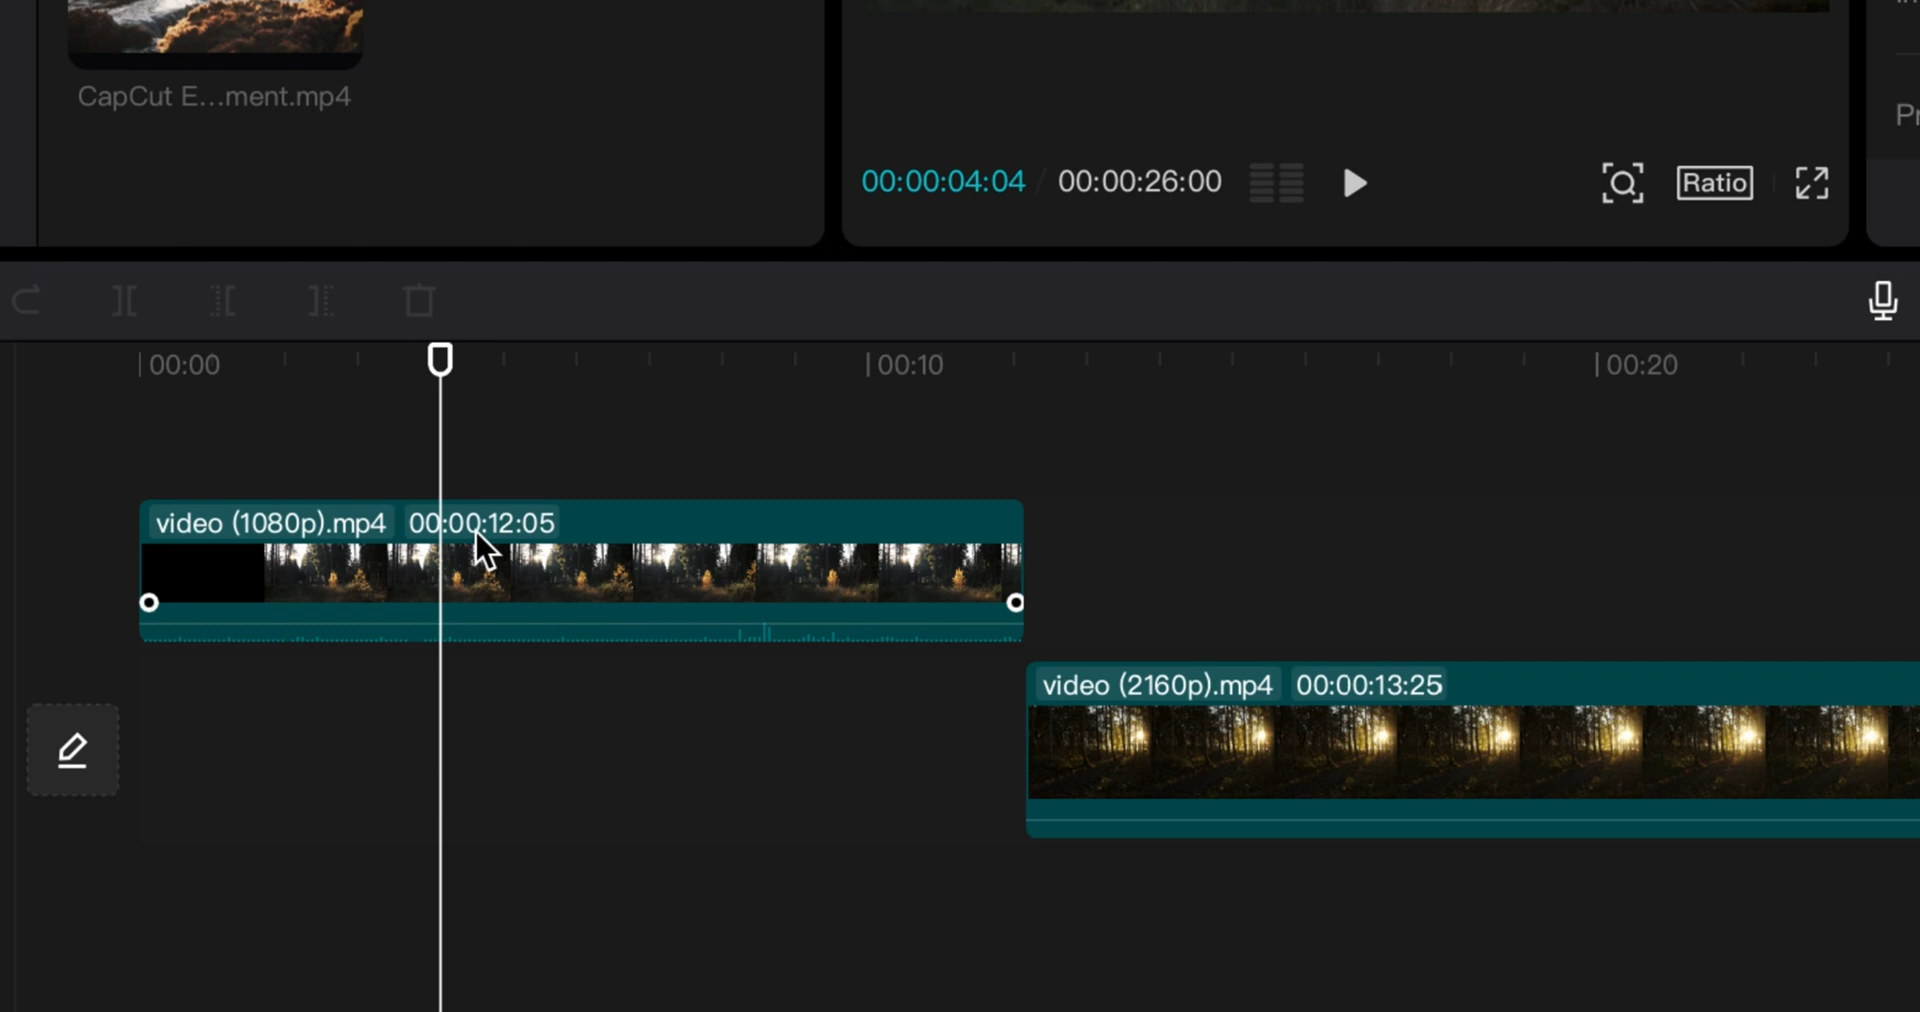 CapCut E...ment.mp4
Pr
00:00:04:04 / 00:00:26:00
Ratio
00:00
00:10
00:20
video (1080p).mp4 00:00:12:05
video (2160p).mp4 00:00:13:25